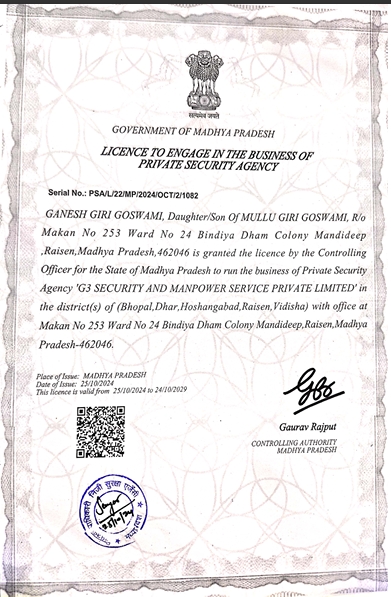 सत्यमेव जयते
GOVERNMENT OF MADHYA PRADESH
LICENCE TO ENGAGE IN THE BUSINESS OF
PRIVATE SECURITY AGENCY
Serial No.: PSA/L/22/MP/2024/OCT/2/1082
GANESH GIRI GOSWAMI, Daughter/Son Of MULLU GIRI GOSWAMI, R/o
Makan No 253 Ward No 24 Bindiya Dham Colony Mandideep
,Raisen,Madhya Pradesh,462046 is granted the licence by the Controlling
Officer for the State of Madhya Pradesh to run the business of Private Security
Agency 'G3 SECURITY AND MANPOWER SERVICE PRIVATE LIMITED' in
the district(s) of (Bhopal,Dhar,Hoshangabad,Raisen,Vidisha) with office at
Makan No 253 Ward No 24 Bindiya Dham Colony Mandideep,Raisen,Madhya
Pradesh-462046.
Place of Issue: MADHYA PRADESH
Date of Issue: 25/10/2024
This licence is valid from 25/10/2024 to 24/10/2029
Gaurav Rajput
CONTROLLING AUTHORITY
MADHYA PRADESH
निजी सुरक्षा एजेंसी
25/10/24